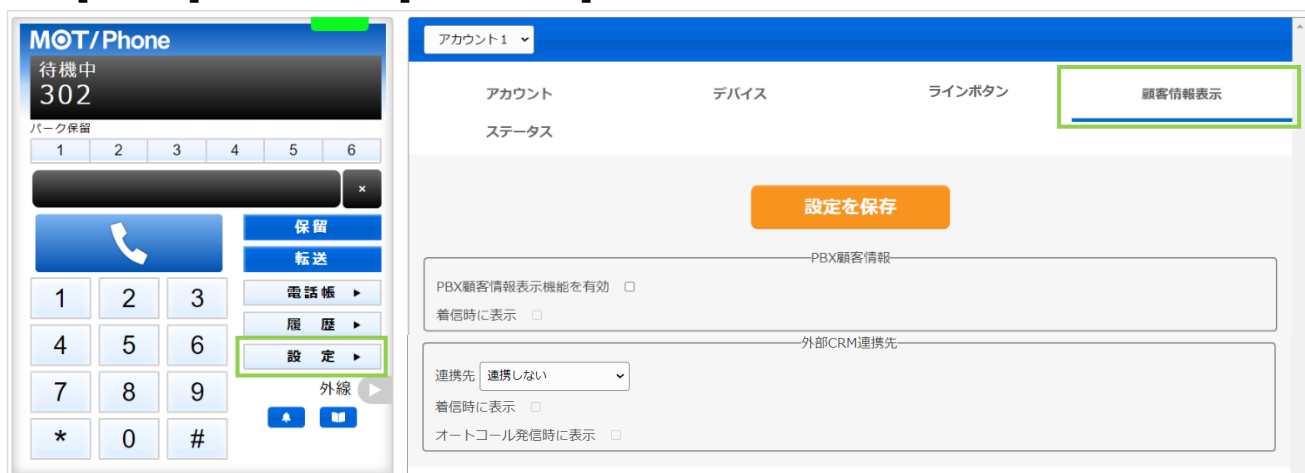 MOT/Phone
待機中
302
パーク保留
1 2 3 4 5 6
×
保留
転送
1 2 3
電話帳 ▶
履 歴 ▶
4 5 6
設 定 ▶
7 8 9
外線
* 0 #
アカウント1
アカウント デバイス ラインボタン 顧客情報表示
ステータス
設定を保存
PBX顧客情報
PBX顧客情報表示機能を有効
着信時に表示
外部CRM連携先
連携先 連携しない
着信時に表示
オートコール発信時に表示